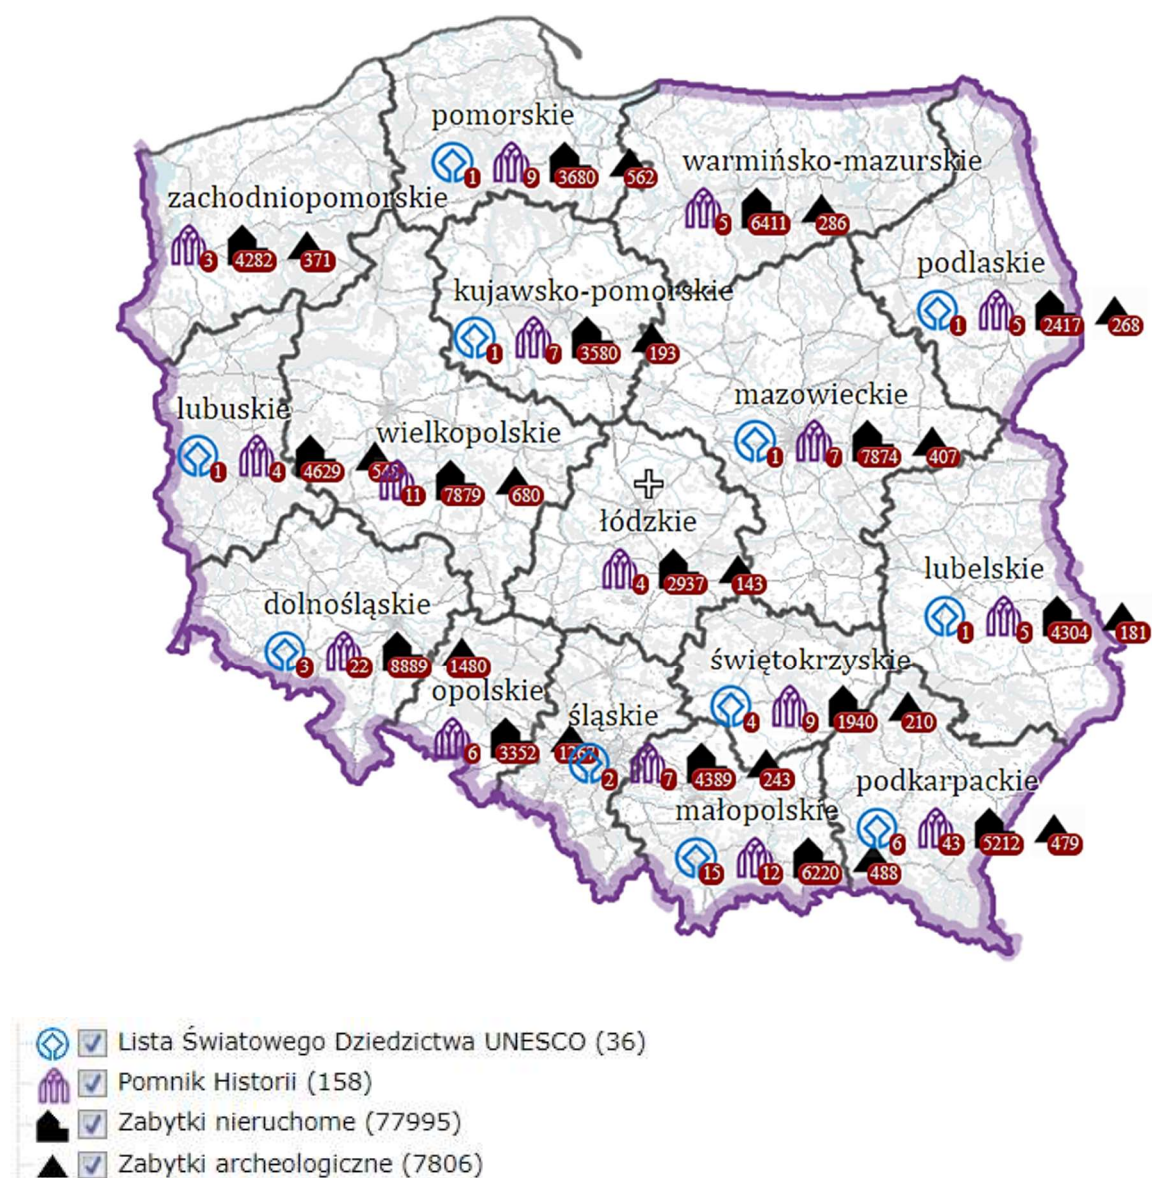 pomorskie
1 9 3680 562
warmińsko-mazurskie
5 6411 286
zachodniopomorskie
3 4282 371
podlaskie
1 5 2417 268
kujawsko-pomorskie
1 7 3580 193
mazowieckie
1 7 7874 407
lubuskie
1 4 4629
wielkopolskie
11 7879 680
łódzkie
4 2937 143
lubelskie
1 5 4304 181
dolnośląskie
3 22 8889 1480
świętokrzyskie
4 9 1940 210
opolskie
6 3352
śląskie
2 7 4389 243
podkarpackie
6 43 5212 479
małopolskie
15 12 6220 488
Lista Światowego Dziedzictwa UNESCO (36)
Pomnik Historii (158)
Zabytki nieruchome (77995)
Zabytki archeologiczne (7806)